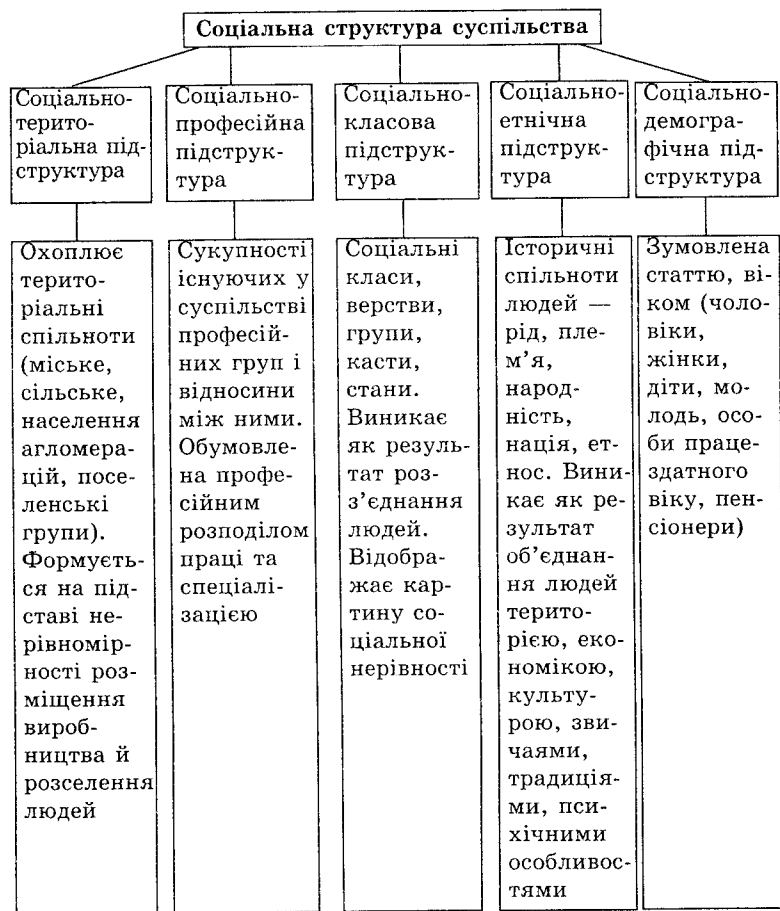 Соціальна структура суспільства
Соціально-
терито-
ріальна під-
структура
Соціально-
професійна
підструк-
тура
Соціально-
класова
підструк-
тура
Соціально-
етнічна
підструк-
тура
Соціально-
демогра-
фічна під-
структура
Охоплює
терито-
ріальні
спільноти
(міське,
сільське,
населення
агломера-
цій, посе-
ленські
групи).
Формуєть-
ся на під-
ставі не-
рівномір-
ності роз-
міщення
вироб-
ництва й
розселення
людей
Сукупності
існуючих у
суспільстві
професій-
них груп і
відносини
між ними.
Обумовле-
на профе-
сійним
розподілом
праці та
спеціалі-
зацією
Соціальні
класи,
верстви,
групи,
касти,
стани.
Виникає
як резуль-
тат роз-
з’єднання
людей.
Відобра-
жає кар-
тину со-
ціальної
нерівності
Історичні
спільноти
людей —
рід, пле-
м’я,
народ-
ність,
нація, ет-
нос. Вини-
кає як ре-
зультат
об’єднан-
ня людей
терито-
рією, еко-
номікою,
культу-
рою, зви-
чаями,
традиція-
ми, пси-
хічними
особливос-
тями
Зумовлена
статтю, ві-
ком (чоло-
віки,
жінки,
діти, мо-
лодь, осо-
би праце-
здатного
віку, пен-
сіонери)